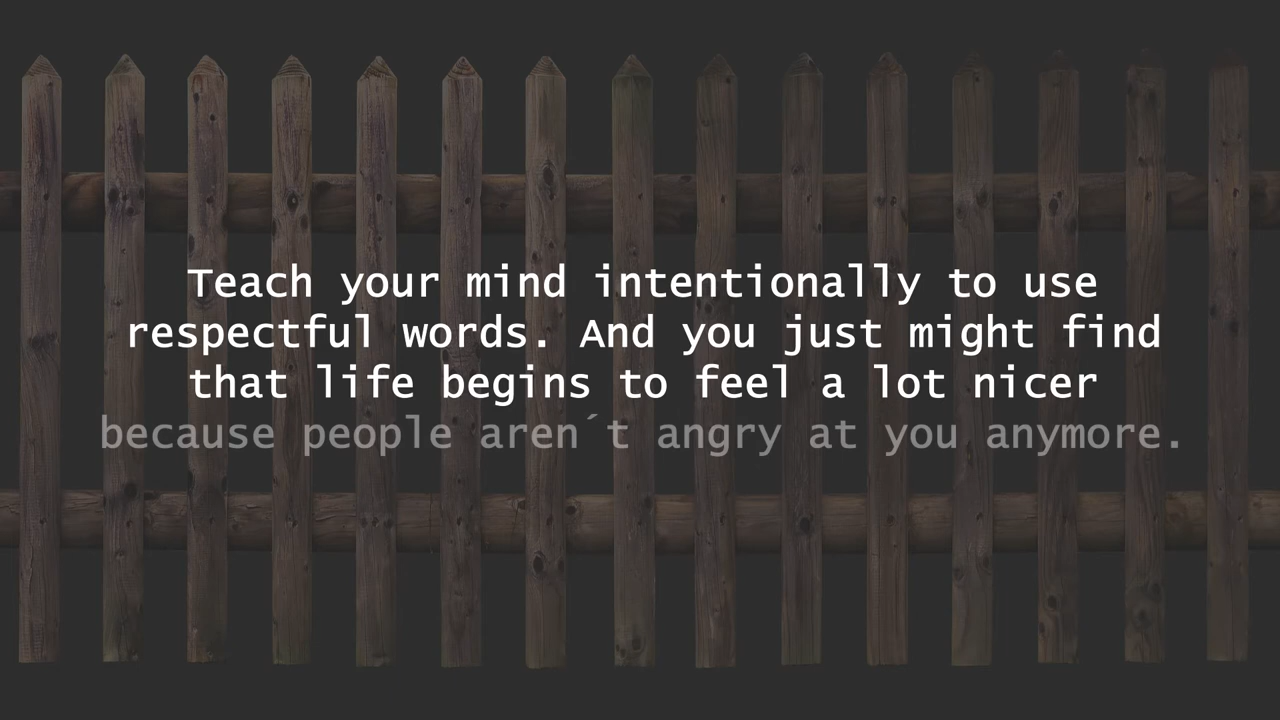 Teach your mind intentionally to use
respectful words. And you just might find
that life begins to feel a lot nicer
because people aren´t angry at you anymore.